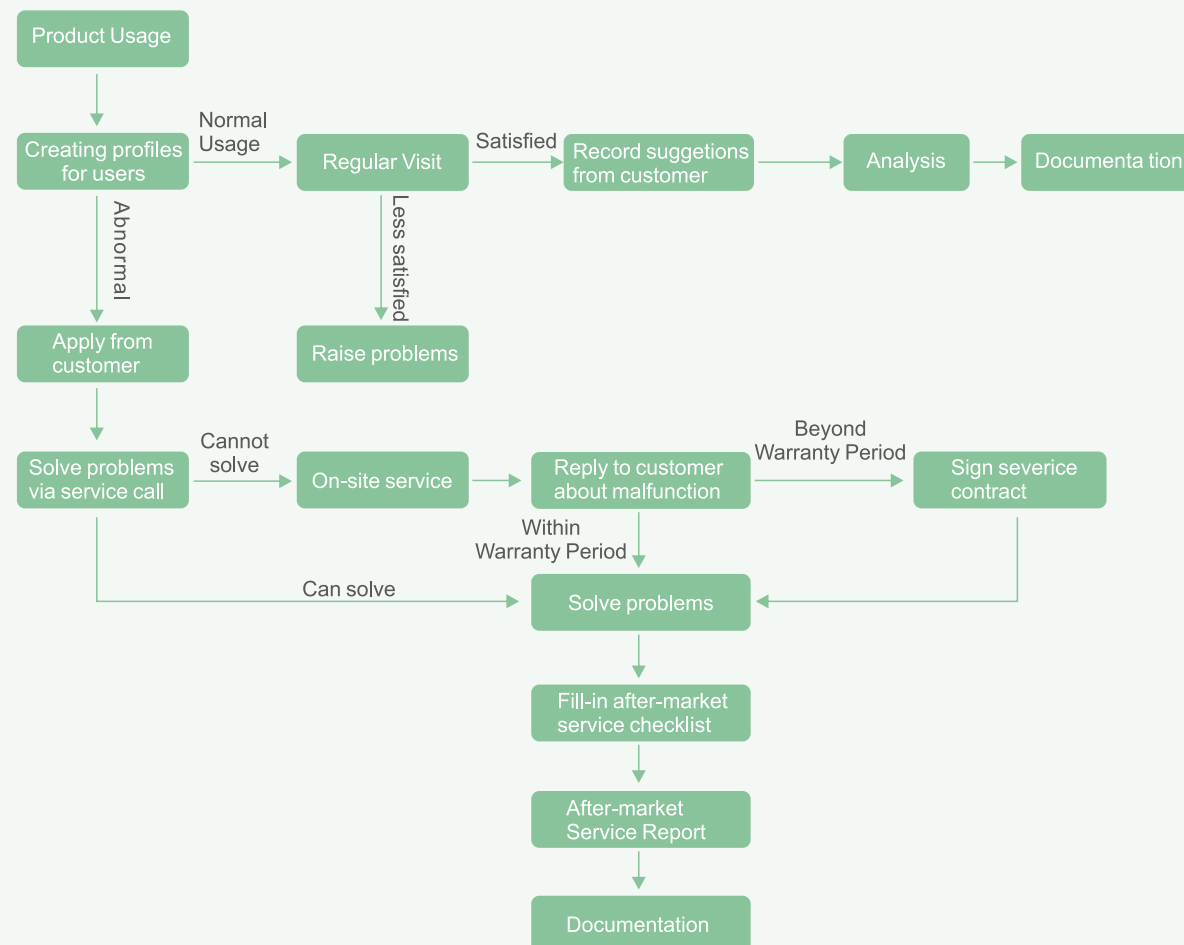 Product Usage
Normal
Usage
Creating profiles
for users
Regular Visit
Satisfied
Record suggetions
from customer
Analysis
Documenta tion
Abnormal
Less satisfied
Apply from
customer
Raise problems
Solve problems
via service call
Cannot
solve
On-site service
Reply to customer
about malfunction
Beyond
Warranty Period
Sign severice
contract
Within
Warranty Period
Can solve
Solve problems
Fill-in after-market
service checklist
After-market
Service Report
Documentation